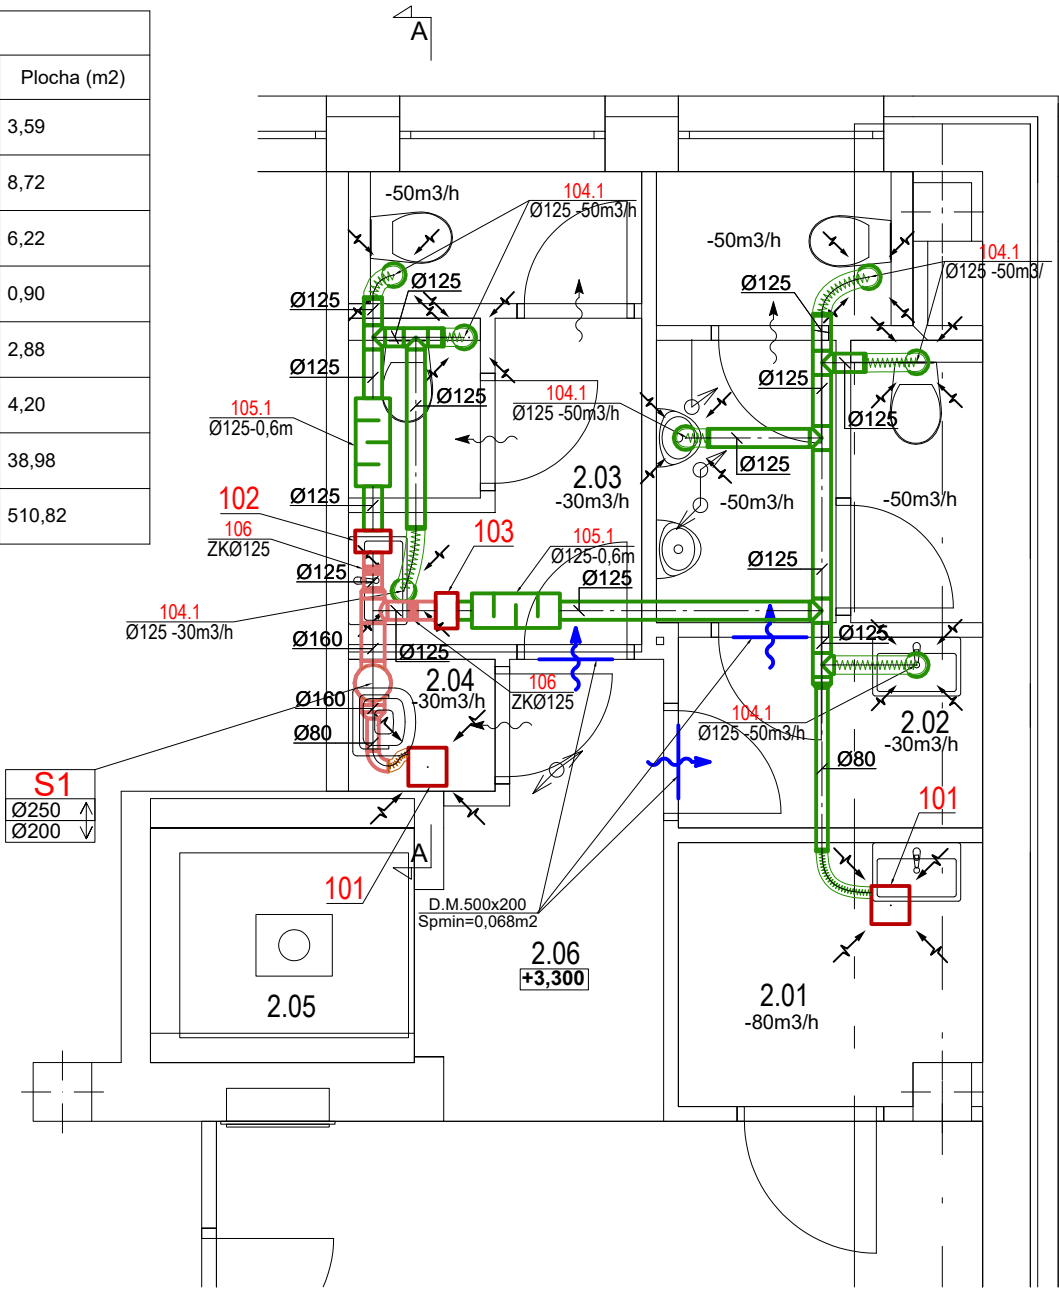 Plocha (m2)
3,59
8,72
6,22
0,90
2,88
4,20
38,98
510,82
A
-50m3/h
104.1
Ø125 -50m3/h
-50m3/h
104.1
Ø125 -50m3/
Ø125
Ø125
Ø125
Ø125
Ø125
Ø125
Ø125
104.1
Ø125 -50m3/h
105.1
Ø125-0,6m
Ø125
Ø125
2.03
-30m3/h
-50m3/h
-50m3/h
102
Ø125
106
ZKØ125
103
105.1
Ø125-0,6m
Ø125
Ø125
Ø125
104.1
Ø125 -30m3/h
Ø160
Ø125
Ø125
2.04
-30m3/h
106
ZKØ125
Ø160
Ø80
104.1
Ø125 -50m3/h
2.02
-30m3/h
Ø80
S1
Ø250
Ø200
101
A
101
D.M.500x200
Spmin=0,068m2
2.06
+3,300
2.05
2.01
-80m3/h